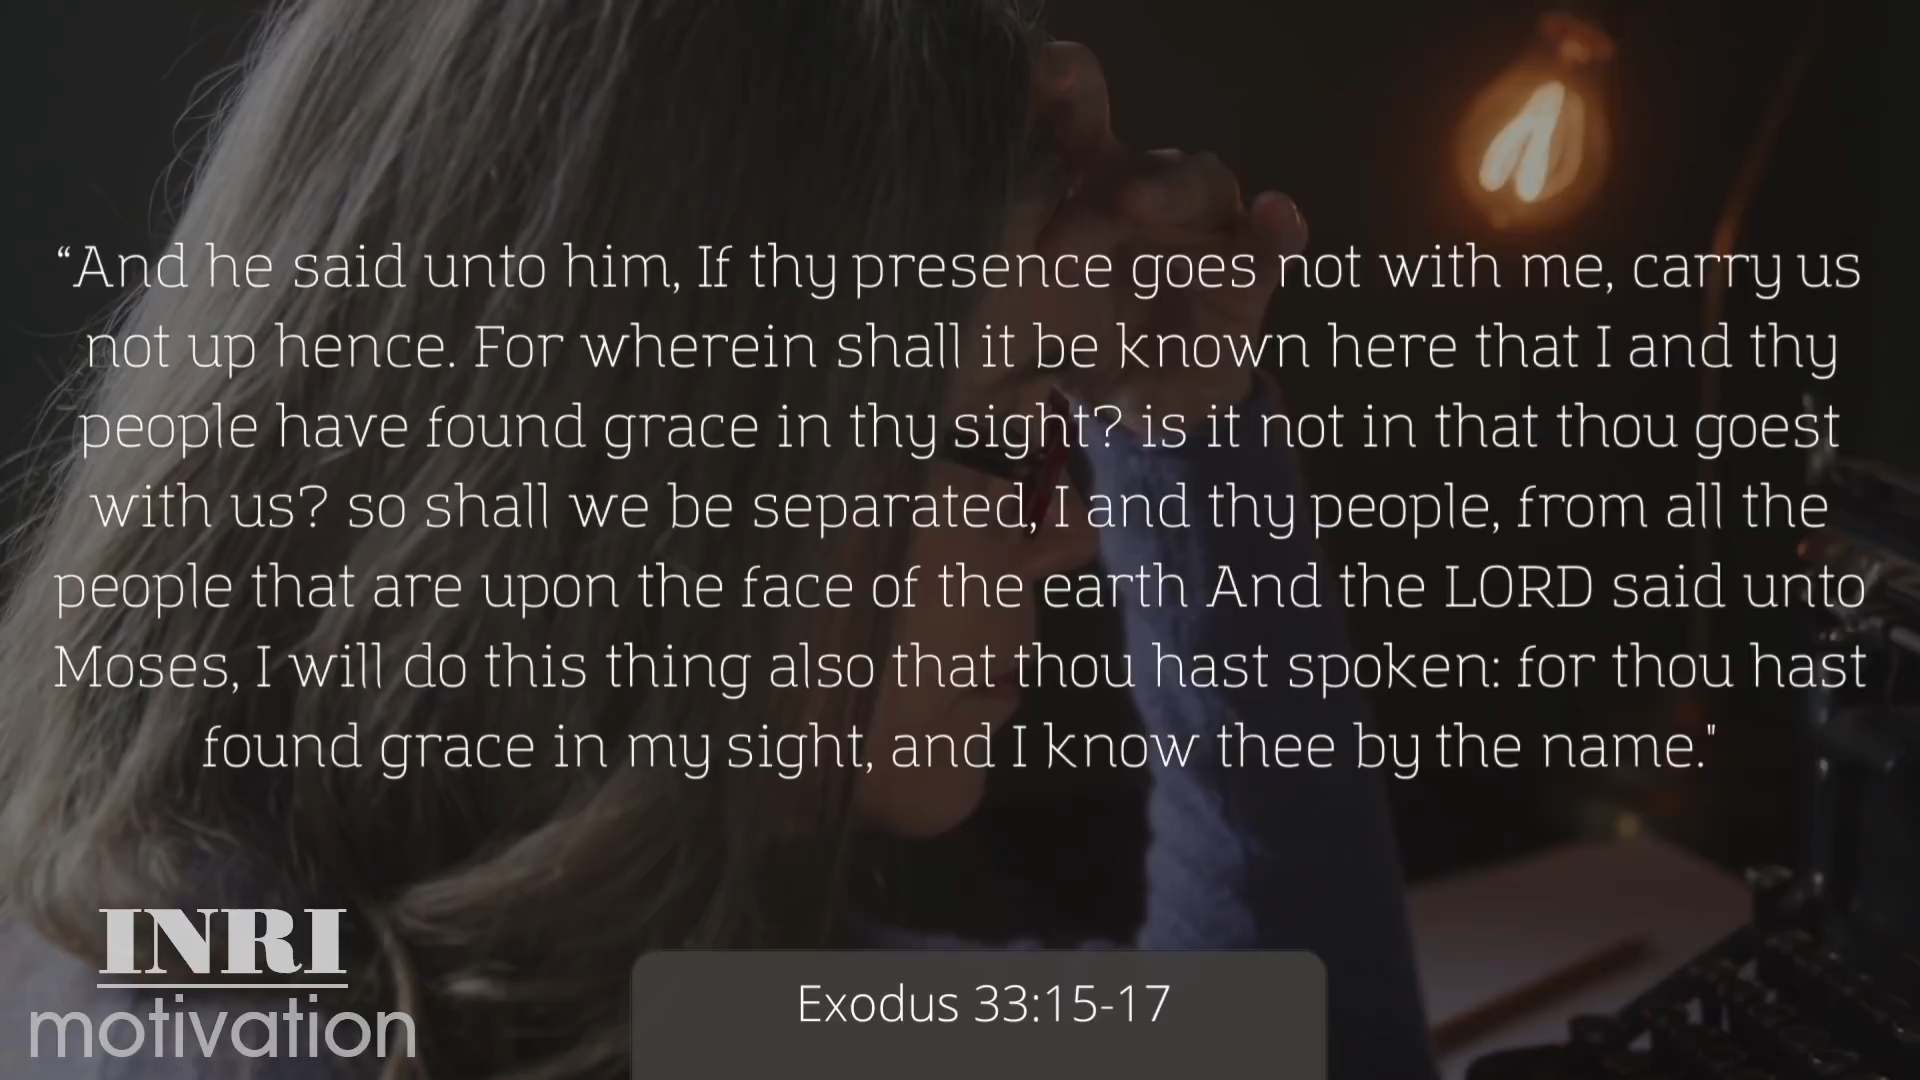 “And he said unto him, If thy presence goes not with me, carry us
not up hence. For wherein shall it be known here that I and thy
people have found grace in thy sight? is it not in that thou goest
with us? so shall we be separated, I and thy people, from all the
people that are upon the face of the earth And the LORD said unto
Moses, I will do this thing also that thou hast spoken: for thou hast
found grace in my sight, and I know thee by the name."
INRI
motivation
Exodus 33:15-17